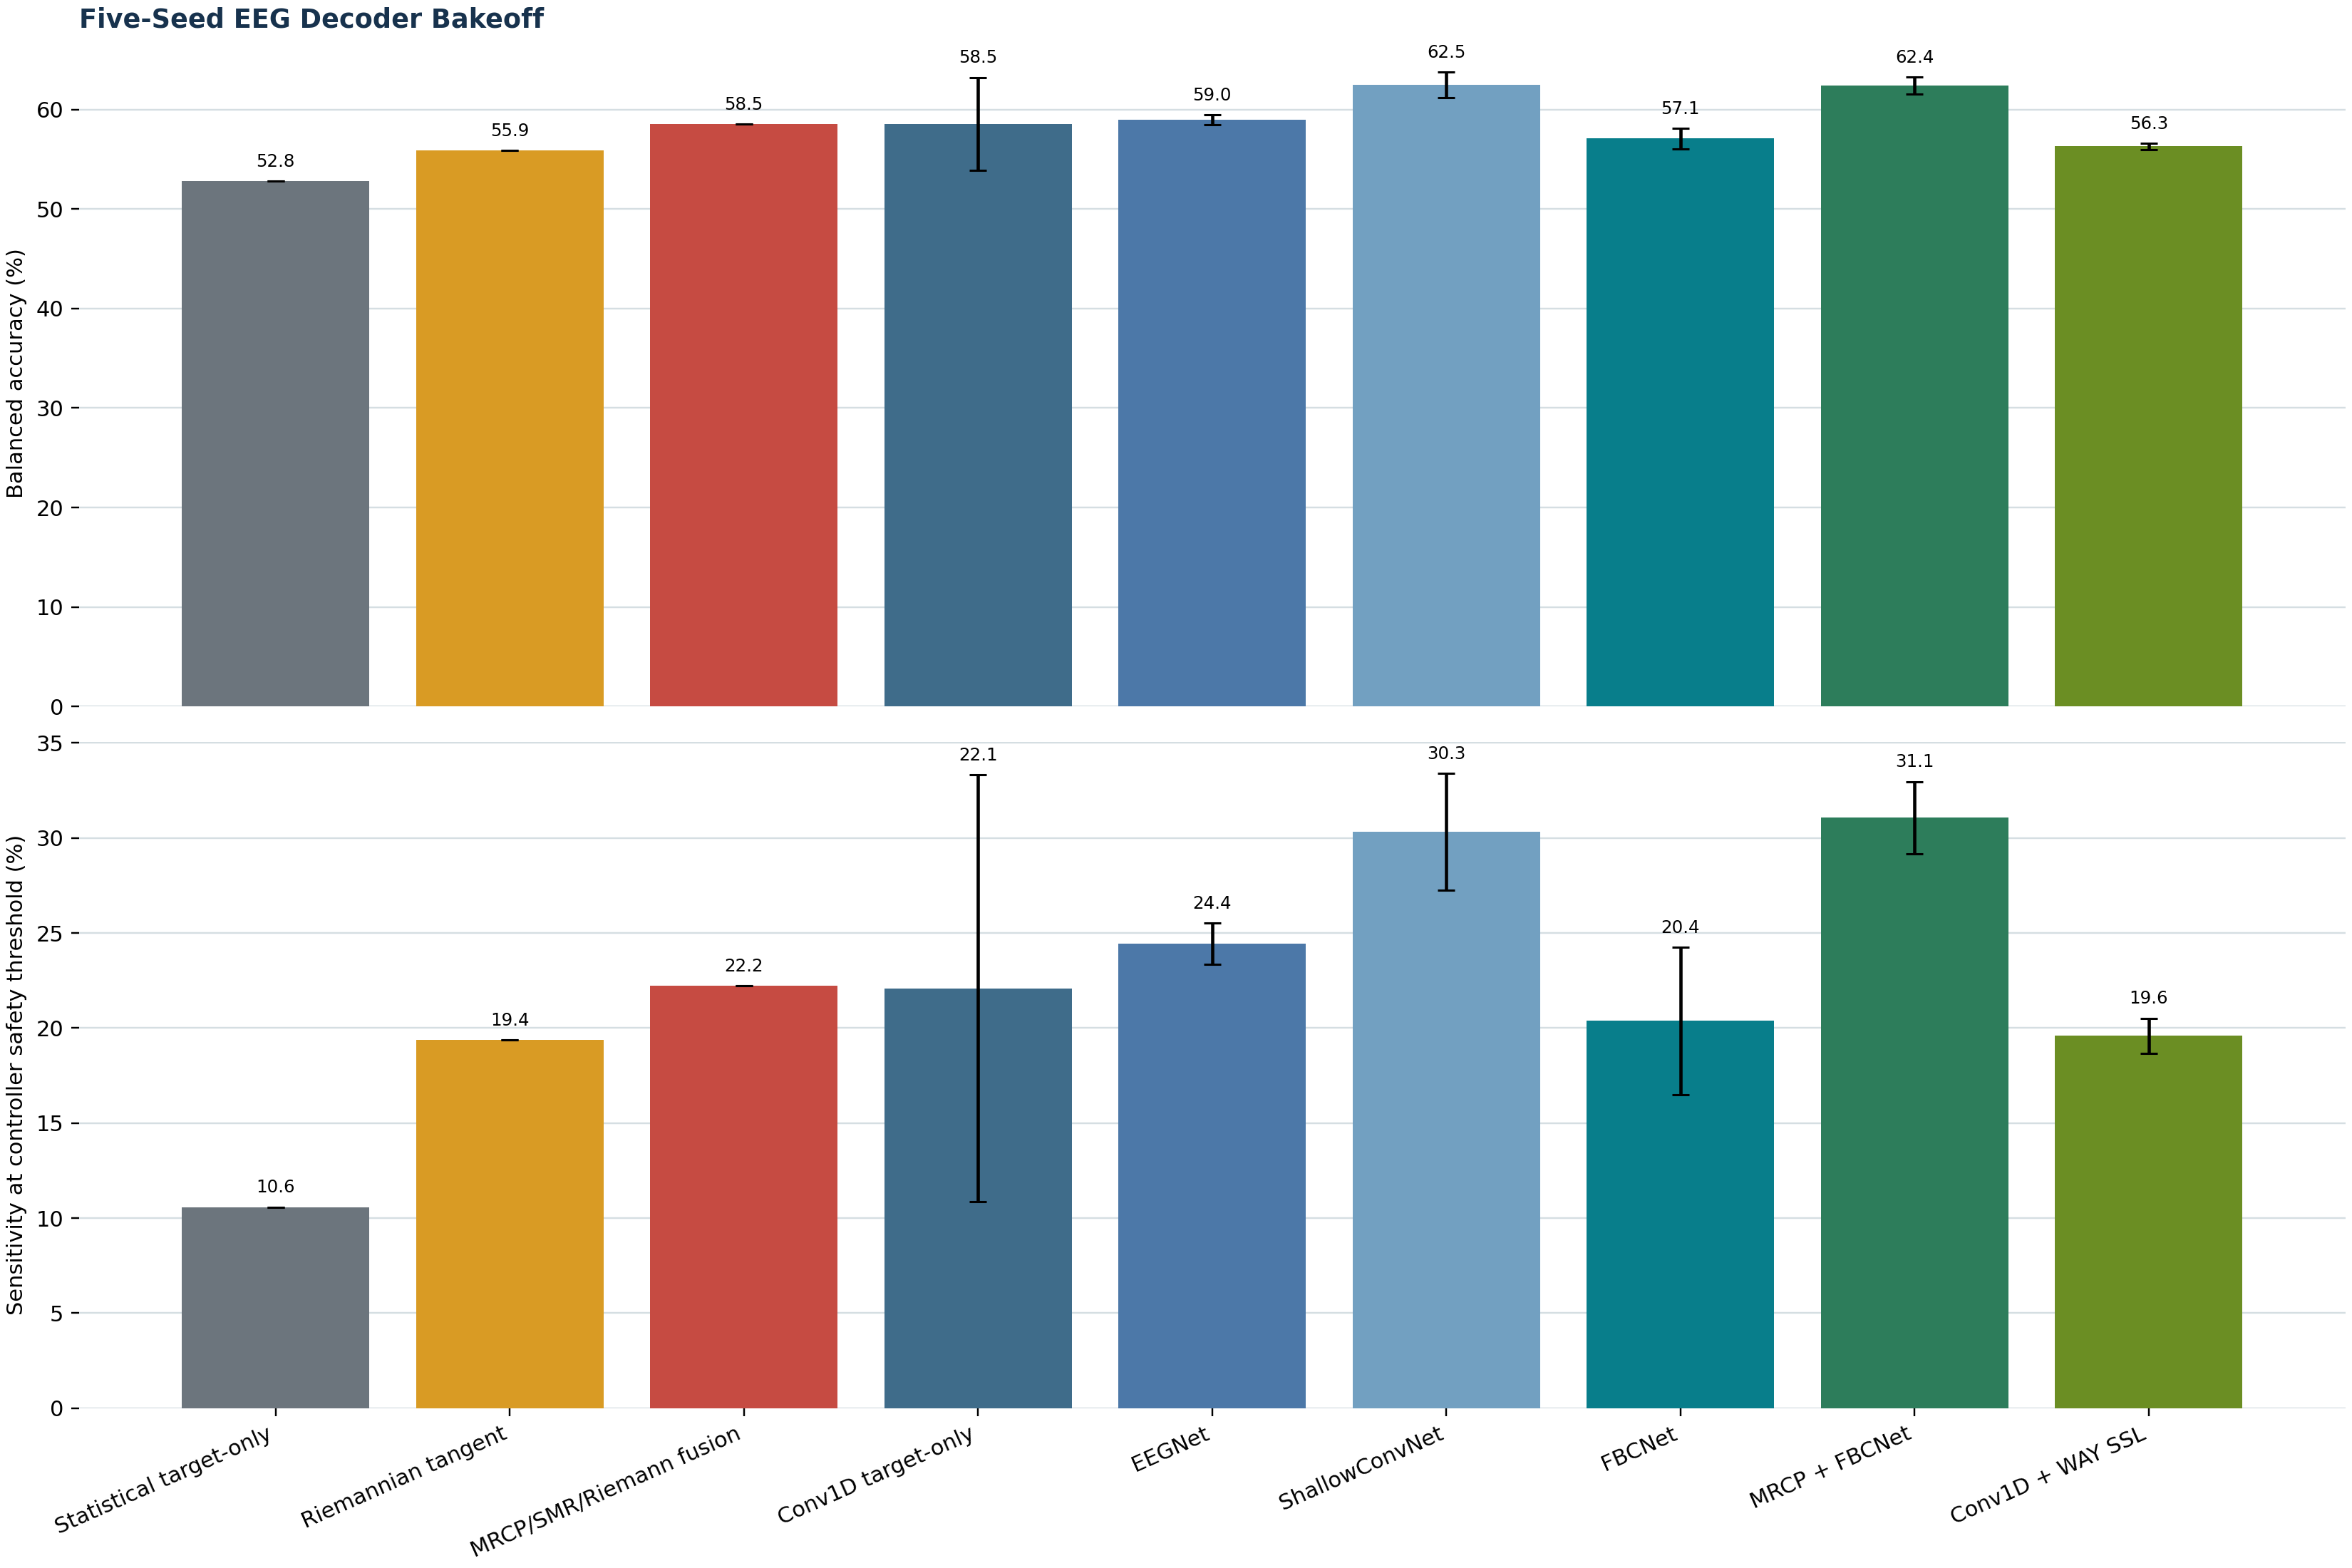 Five-Seed EEG Decoder Bakeoff
Balanced accuracy (%)
60
50
40
30
20
10
0
52.8
55.9
58.5
58.5
59.0
62.5
57.1
62.4
56.3
Sensitivity at controller safety threshold (%)
35
30
25
20
15
10
5
0
10.6
19.4
22.2
22.1
24.4
30.3
20.4
31.1
19.6
Statistical target-only
Riemannian tangent
MRCP/SMR/Riemann fusion
Conv1D target-only
EEGNet
ShallowConvNet
FBCNet
MRCP + FBCNet
Conv1D + WAY SSL